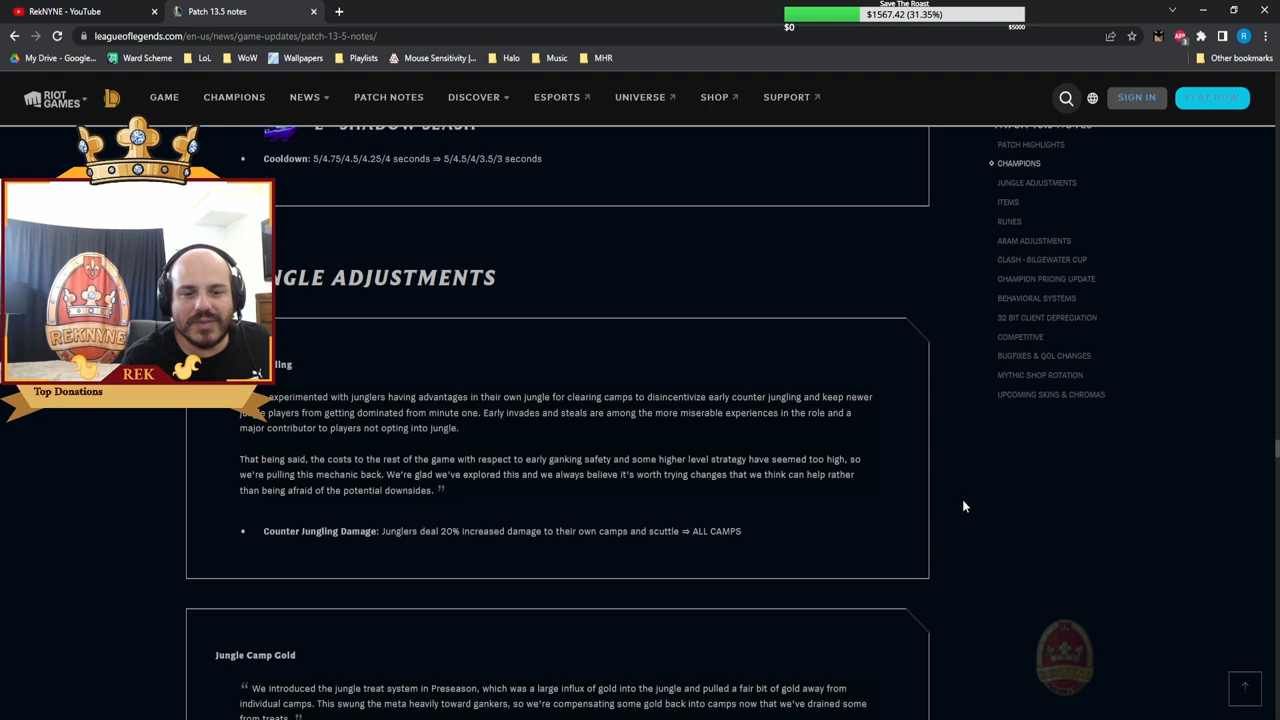 RekNYNE - YouTube
Patch 13.5 notes
Save The Roast
$1567.42 (31.35%)
$0
$5000
leagueoflegends.com/en-us/news/game-updates/patch-13-5-notes/
R
My Drive - Google...
Ward Scheme
LoL
WoW
Wallpapers
Playlists
Mouse Sensitivity |...
Halo
Music
MHR
Other bookmarks
RIOT GAMES
GAME
CHAMPIONS
NEWS
PATCH NOTES
DISCOVER
ESPORTS
UNIVERSE
SHOP
SUPPORT
SIGN IN
PLAY NOW
E - SHADOW SLASH
• Cooldown: 5/4.75/4.5/4.25/4 seconds ⇒ 5/4.5/4/3.5/3 seconds
NGLE ADJUSTMENTS
ling
experimented with junglers having advantages in their own jungle for clearing camps to disincentivize early counter jungling and keep newer
jungle players from getting dominated from minute one. Early invades and steals are among the more miserable experiences in the role and a
major contributor to players not opting into jungle.
That being said, the costs to the rest of the game with respect to early ganking safety and some higher level strategy have seemed too high, so
we're pulling this mechanic back. We're glad we've explored this and we always believe it's worth trying changes that we think can help rather
than being afraid of the potential downsides. ”
• Counter Jungling Damage: Junglers deal 20% increased damage to their own camps and scuttle ⇒ ALL CAMPS
Jungle Camp Gold
“ We introduced the jungle treat system in Preseason, which was a large influx of gold into the jungle and pulled a fair bit of gold away from
individual camps. This swung the meta heavily toward gankers, so we're compensating some gold back into camps now that we've drained some
from treats. ”
PATCH 13.5 NOTES
PATCH HIGHLIGHTS
CHAMPIONS
JUNGLE ADJUSTMENTS
ITEMS
RUNES
ARAM ADJUSTMENTS
CLASH - BILGEWATER CUP
CHAMPION PRICING UPDATE
BEHAVIORAL SYSTEMS
32 BIT CLIENT DEPRECIATION
COMPETITIVE
BUGFIXES & QOL CHANGES
MYTHIC SHOP ROTATION
UPCOMING SKINS & CHROMAS
REKNYNE
REK
Top Donations